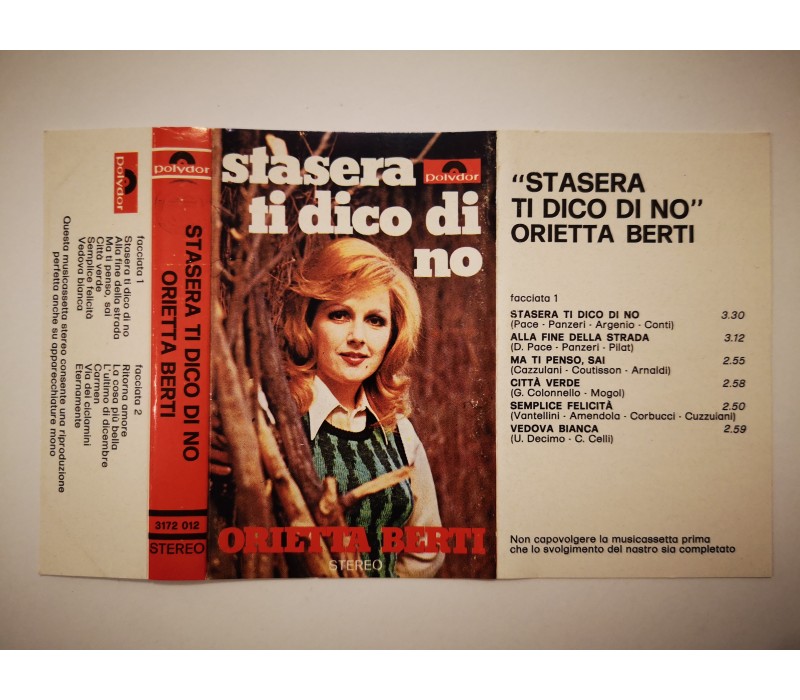 Polydor
facciata 1
Stasera ti dico di no
Alla fine della strada
Ma ti penso, sai
Città verde
Semplice felicità
Vedova bianca
facciata 2
Ritorna amore
La cosa più bella
L'ultimo di dicembre
Carmen
Via dei ciclamini
Eternamente
Questa musicassetta stereo consente una riproduzione
perfetta anche su apparecchiature mono
Polydor
STASERA TI DICO DI NO
ORIETTA BERTI
3172 012
STEREO
stasera
Polydor
ti dico di
no
ORIETTA BERTI
STEREO
"STASERA
TI DICO DI NO"
ORIETTA BERTI
facciata 1
STASERA TI DICO DI NO 3.30
(Pace - Panzeri - Argenio - Conti)
ALLA FINE DELLA STRADA 3.12
(D. Pace - Panzeri - Pilat)
MA TI PENSO, SAI 2.55
(Cazzulani - Coutisson - Arnaldi)
CITTÀ VERDE 2.58
(G. Colonnello - Mogol)
SEMPLICE FELICITÀ 2.50
(Vantellini - Amendola - Corbucci - Cuzzuiani)
VEDOVA BIANCA 2.59
(U. Decimo - C. Celli)
Non capovolgere la musicassetta prima
che lo svolgimento del nastro sia completato